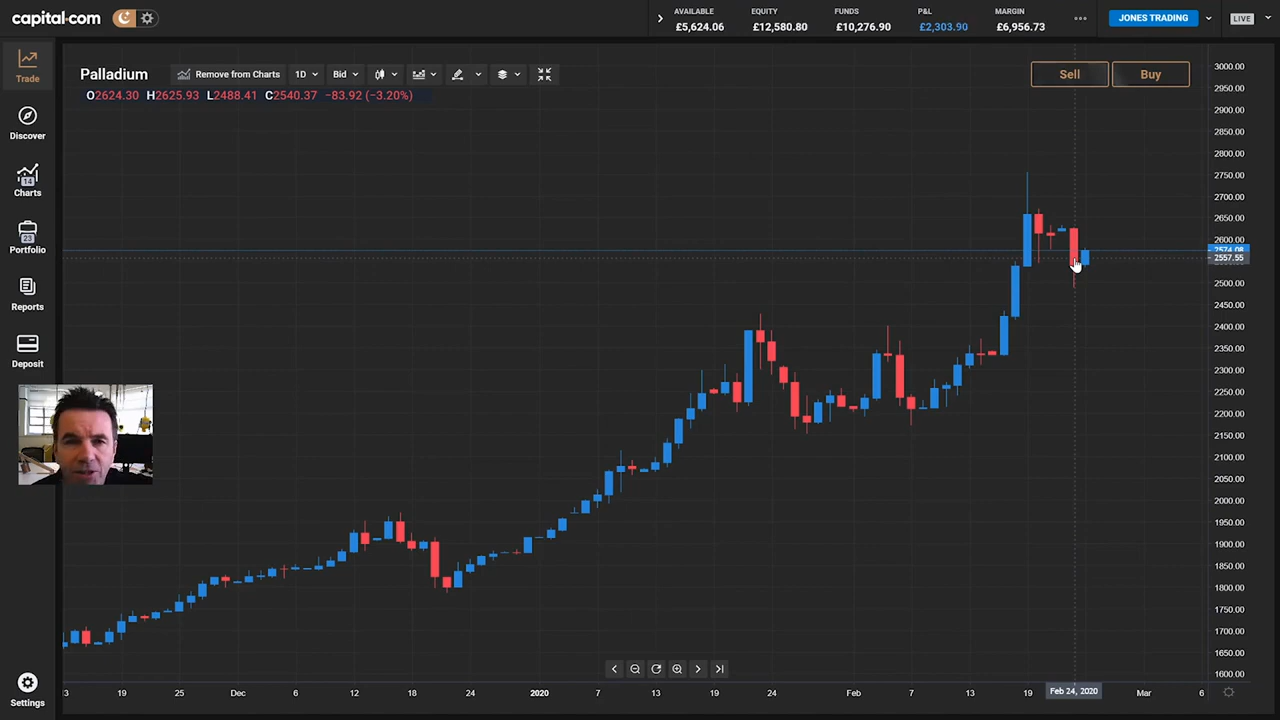 capital·com
AVAILABLE
£5,624.06
EQUITY
£12,580.80
FUNDS
£10,276.90
P&L
£2,303.90
MARGIN
£6,956.73
JONES TRADING
LIVE
Trade
Discover
14
Charts
23
Portfolio
Reports
Deposit
Settings
Palladium
Remove from Charts
1D
Bid
Sell
Buy
O2624.30 H2625.93 L2488.41 C2540.37 −83.92 (−3.20%)
3000.00
2950.00
2900.00
2850.00
2800.00
2750.00
2700.00
2650.00
2600.00
2574.08
2557.55
2500.00
2450.00
2400.00
2350.00
2300.00
2250.00
2200.00
2150.00
2100.00
2050.00
2000.00
1950.00
1900.00
1850.00
1800.00
1750.00
1700.00
1650.00
1600.00
3 19 25 Dec 6 12 18 24 2020 7 13 19 24 Feb 7 13 19 Feb 24, 2020 Mar 6